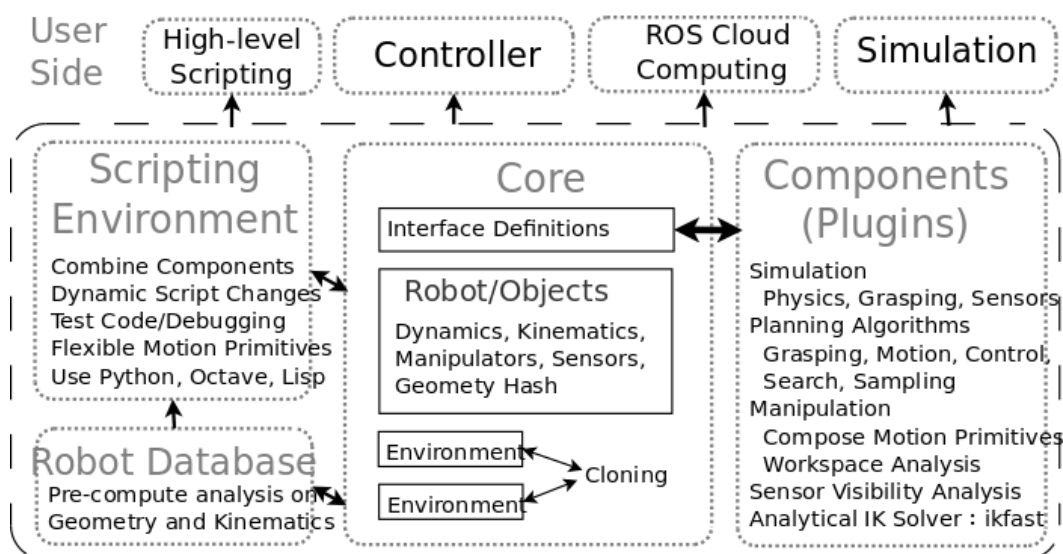 User
Side
High-level
Scripting
Controller
ROS Cloud
Computing
Simulation
Scripting
Environment
Combine Components
Dynamic Script Changes
Test Code/Debugging
Flexible Motion Primitives
Use Python, Octave, Lisp
Robot Database
Pre-compute analysis on
Geometry and Kinematics
Core
Interface Definitions
Robot/Objects
Dynamics, Kinematics,
Manipulators, Sensors,
Geomety Hash
Environment
Environment
Cloning
Components
(Plugins)
Simulation
Physics, Grasping, Sensors
Planning Algorithms
Grasping, Motion, Control,
Search, Sampling
Manipulation
Compose Motion Primitives
Workspace Analysis
Sensor Visibility Analysis
Analytical IK Solver : ikfast